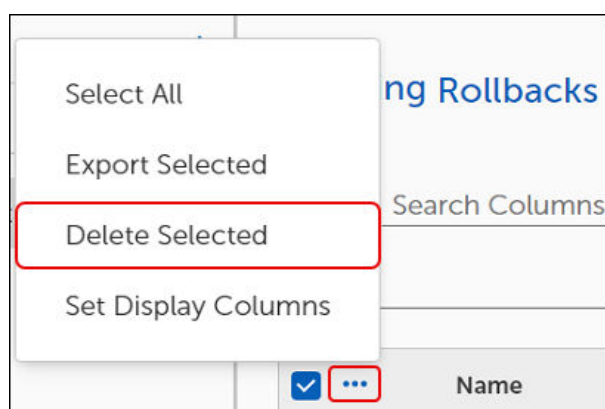 Select All
ng Rollbacks
Export Selected
Search Columns
Delete Selected
Set Display Columns
Name